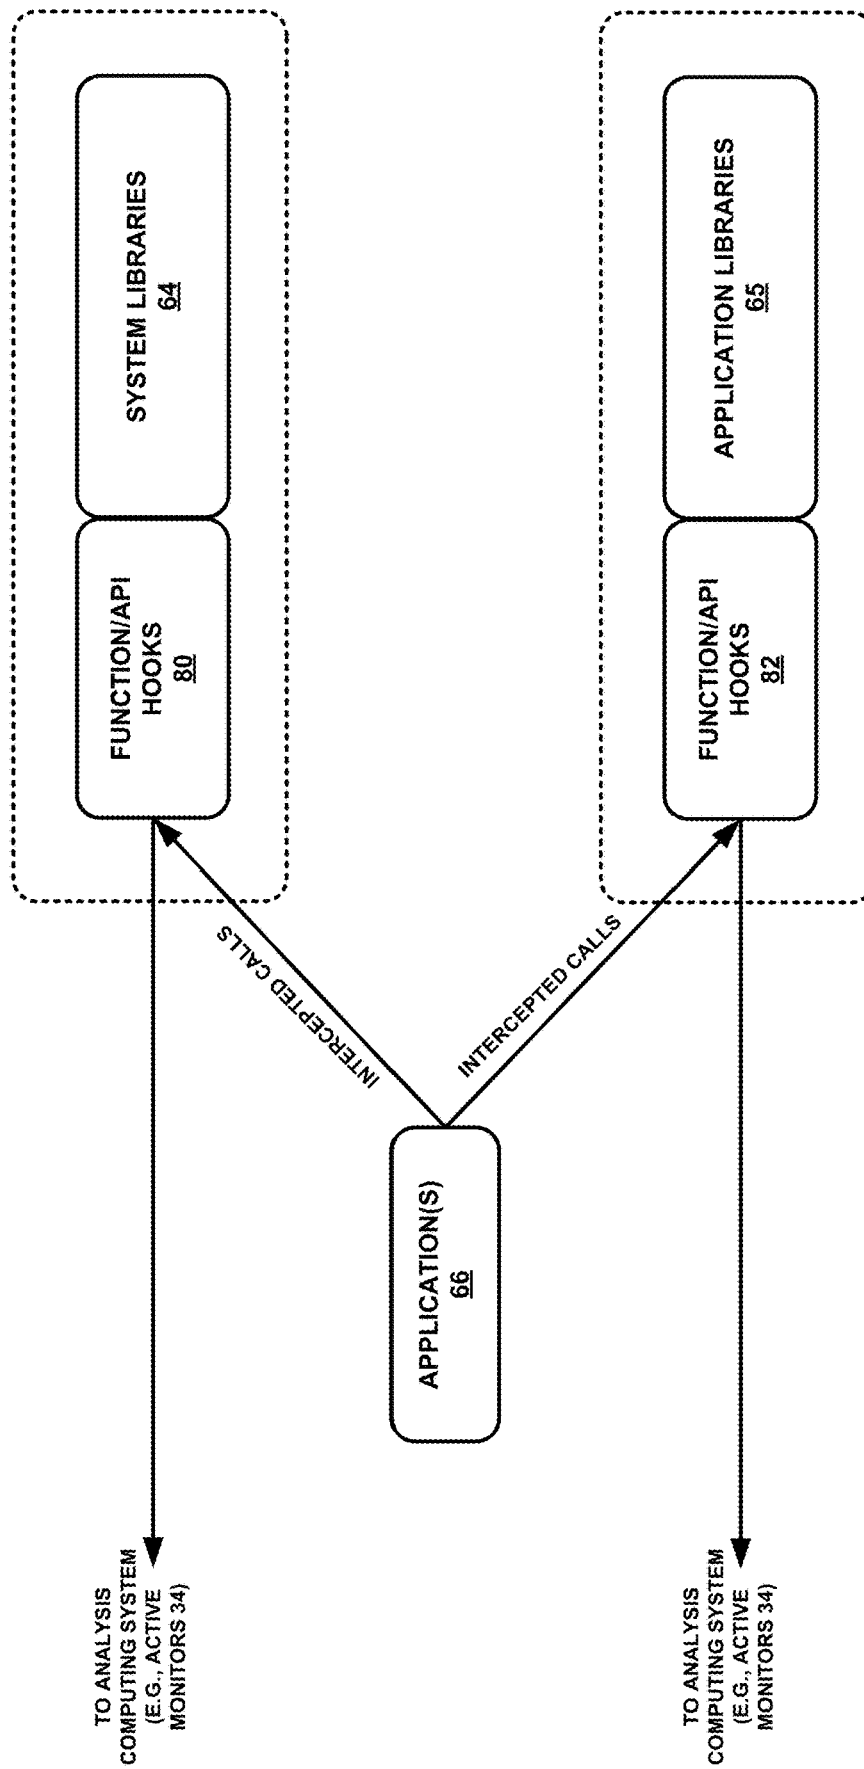 SYSTEM LIBRARIES
64
FUNCTION/API
HOOKS
80
INTERCEPTED CALLS
TO ANALYSIS
COMPUTING SYSTEM
(E.G., ACTIVE
MONITORS 34)
APPLICATION(S)
66
APPLICATION LIBRARIES
65
FUNCTION/API
HOOKS
82
INTERCEPTED CALLS
TO ANALYSIS
COMPUTING SYSTEM
(E.G., ACTIVE
MONITORS 34)